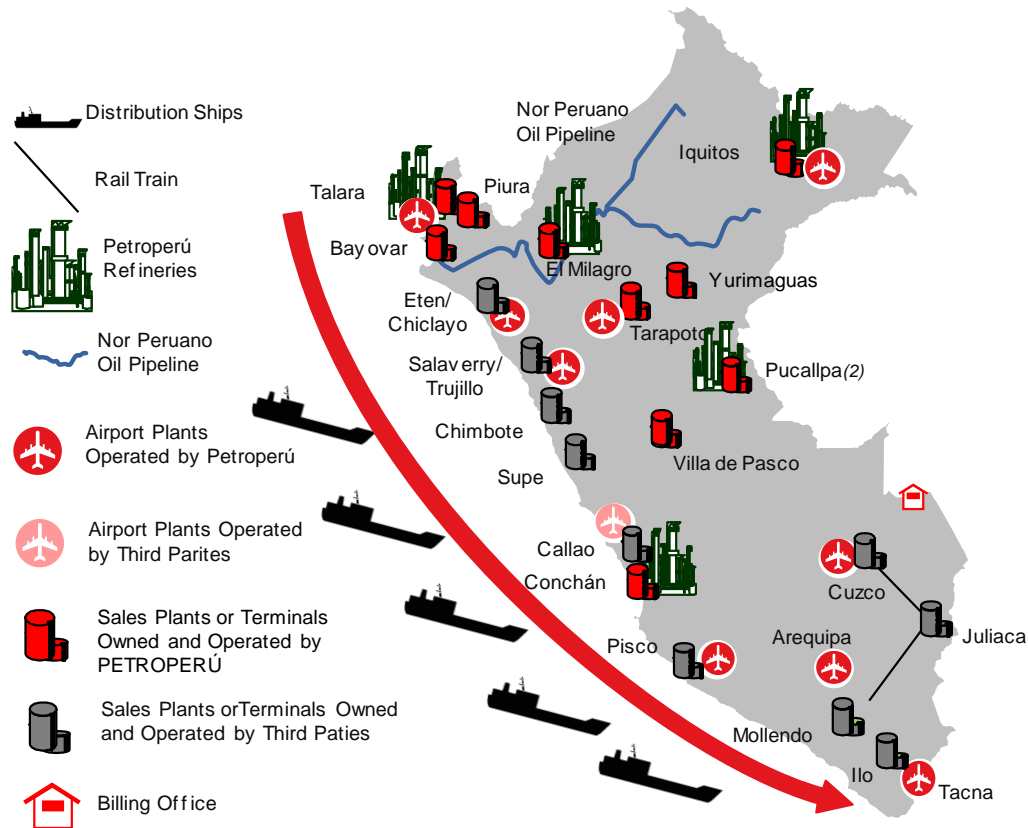 Distribution Ships
Rail Train
Petroperú
Refineries
Nor Peruano
Oil Pipeline
Airport Plants
Operated by Petroperú
Airport Plants Operated
by Third Parites
Sales Plants or Terminals
Owned and Operated by
PETROPERÚ
Sales Plants orTerminals Owned
and Operated by Third Paties
Billing Office
Nor Peruano
Oil Pipeline
Iquitos
Talara
Piura
Bayovar
El Milagro
Yurimaguas
Eten/
Chiclayo
Tarapoto
Salaverry/
Trujillo
Pucallpa(2)
Chimbote
Villa de Pasco
Supe
Callao
Conchán
Cuzco
Pisco
Arequipa
Juliaca
Mollendo
Ilo
Tacna